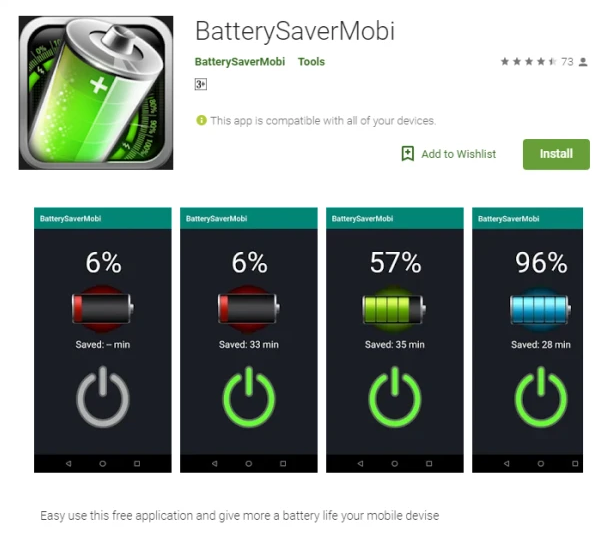 BatterySaverMobi
BatterySaverMobi Tools 73
3+
This app is compatible with all of your devices.
Add to Wishlist Install
BatterySaverMobi BatterySaverMobi BatterySaverMobi BatterySaverMobi
6% 6% 57% 96%
Saved: -- min Saved: 33 min Saved: 35 min Saved: 28 min
Easy use this free application and give more a battery life your mobile devise